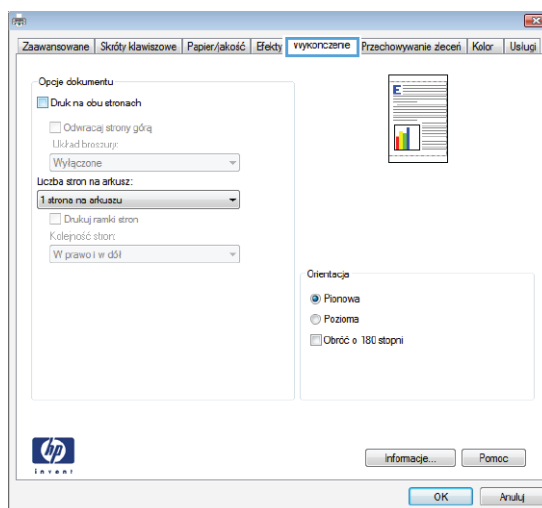 Zaawansowane Skróty klawiszowe Papier/jakość Efekty Wykończenie Przechowywanie zleceń Kolor Usługi
Opcje dokumentu
Druk na obu stronach
Odwracaj strony górą
Układ broszury:
Wyłączone
Liczba stron na arkusz:
1 strona na arkuszu
Drukuj ramki stron
Kolejność stron:
W prawo i w dół
E
Orientacja
Pionowa
Pozioma
Obróć o 180 stopni
hp
invent
Informacje...
Pomoc
OK
Anuluj